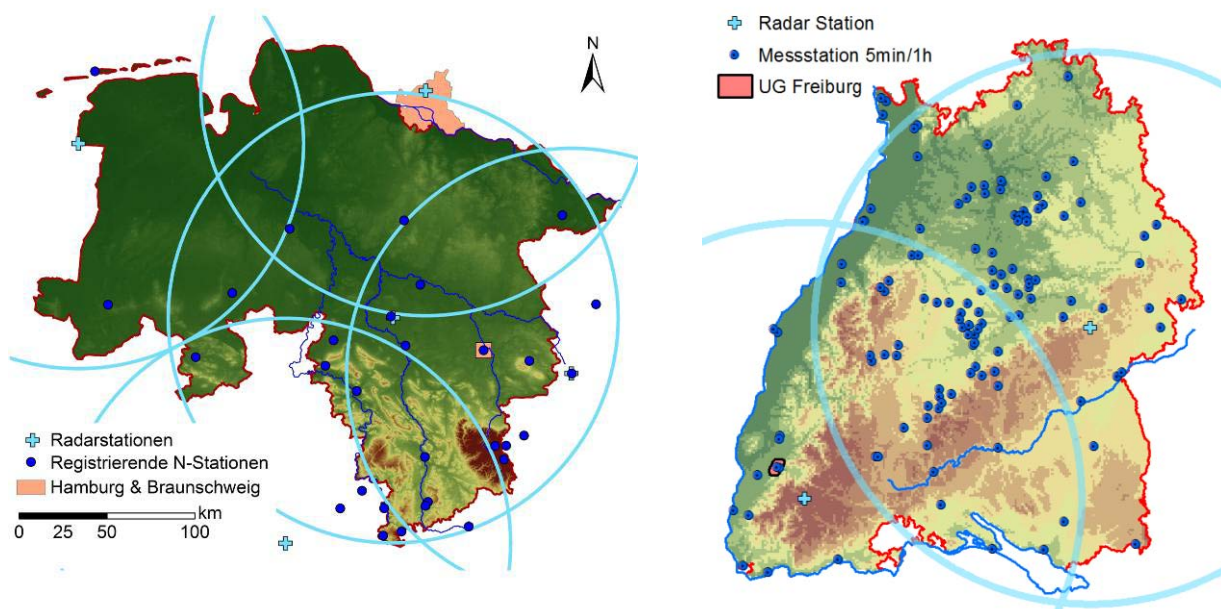 N
Radarstationen
Registrierende N-Stationen
Hamburg & Braunschweig
km
0 25 50 100
Radar Station
Messstation 5min/1h
UG Freiburg